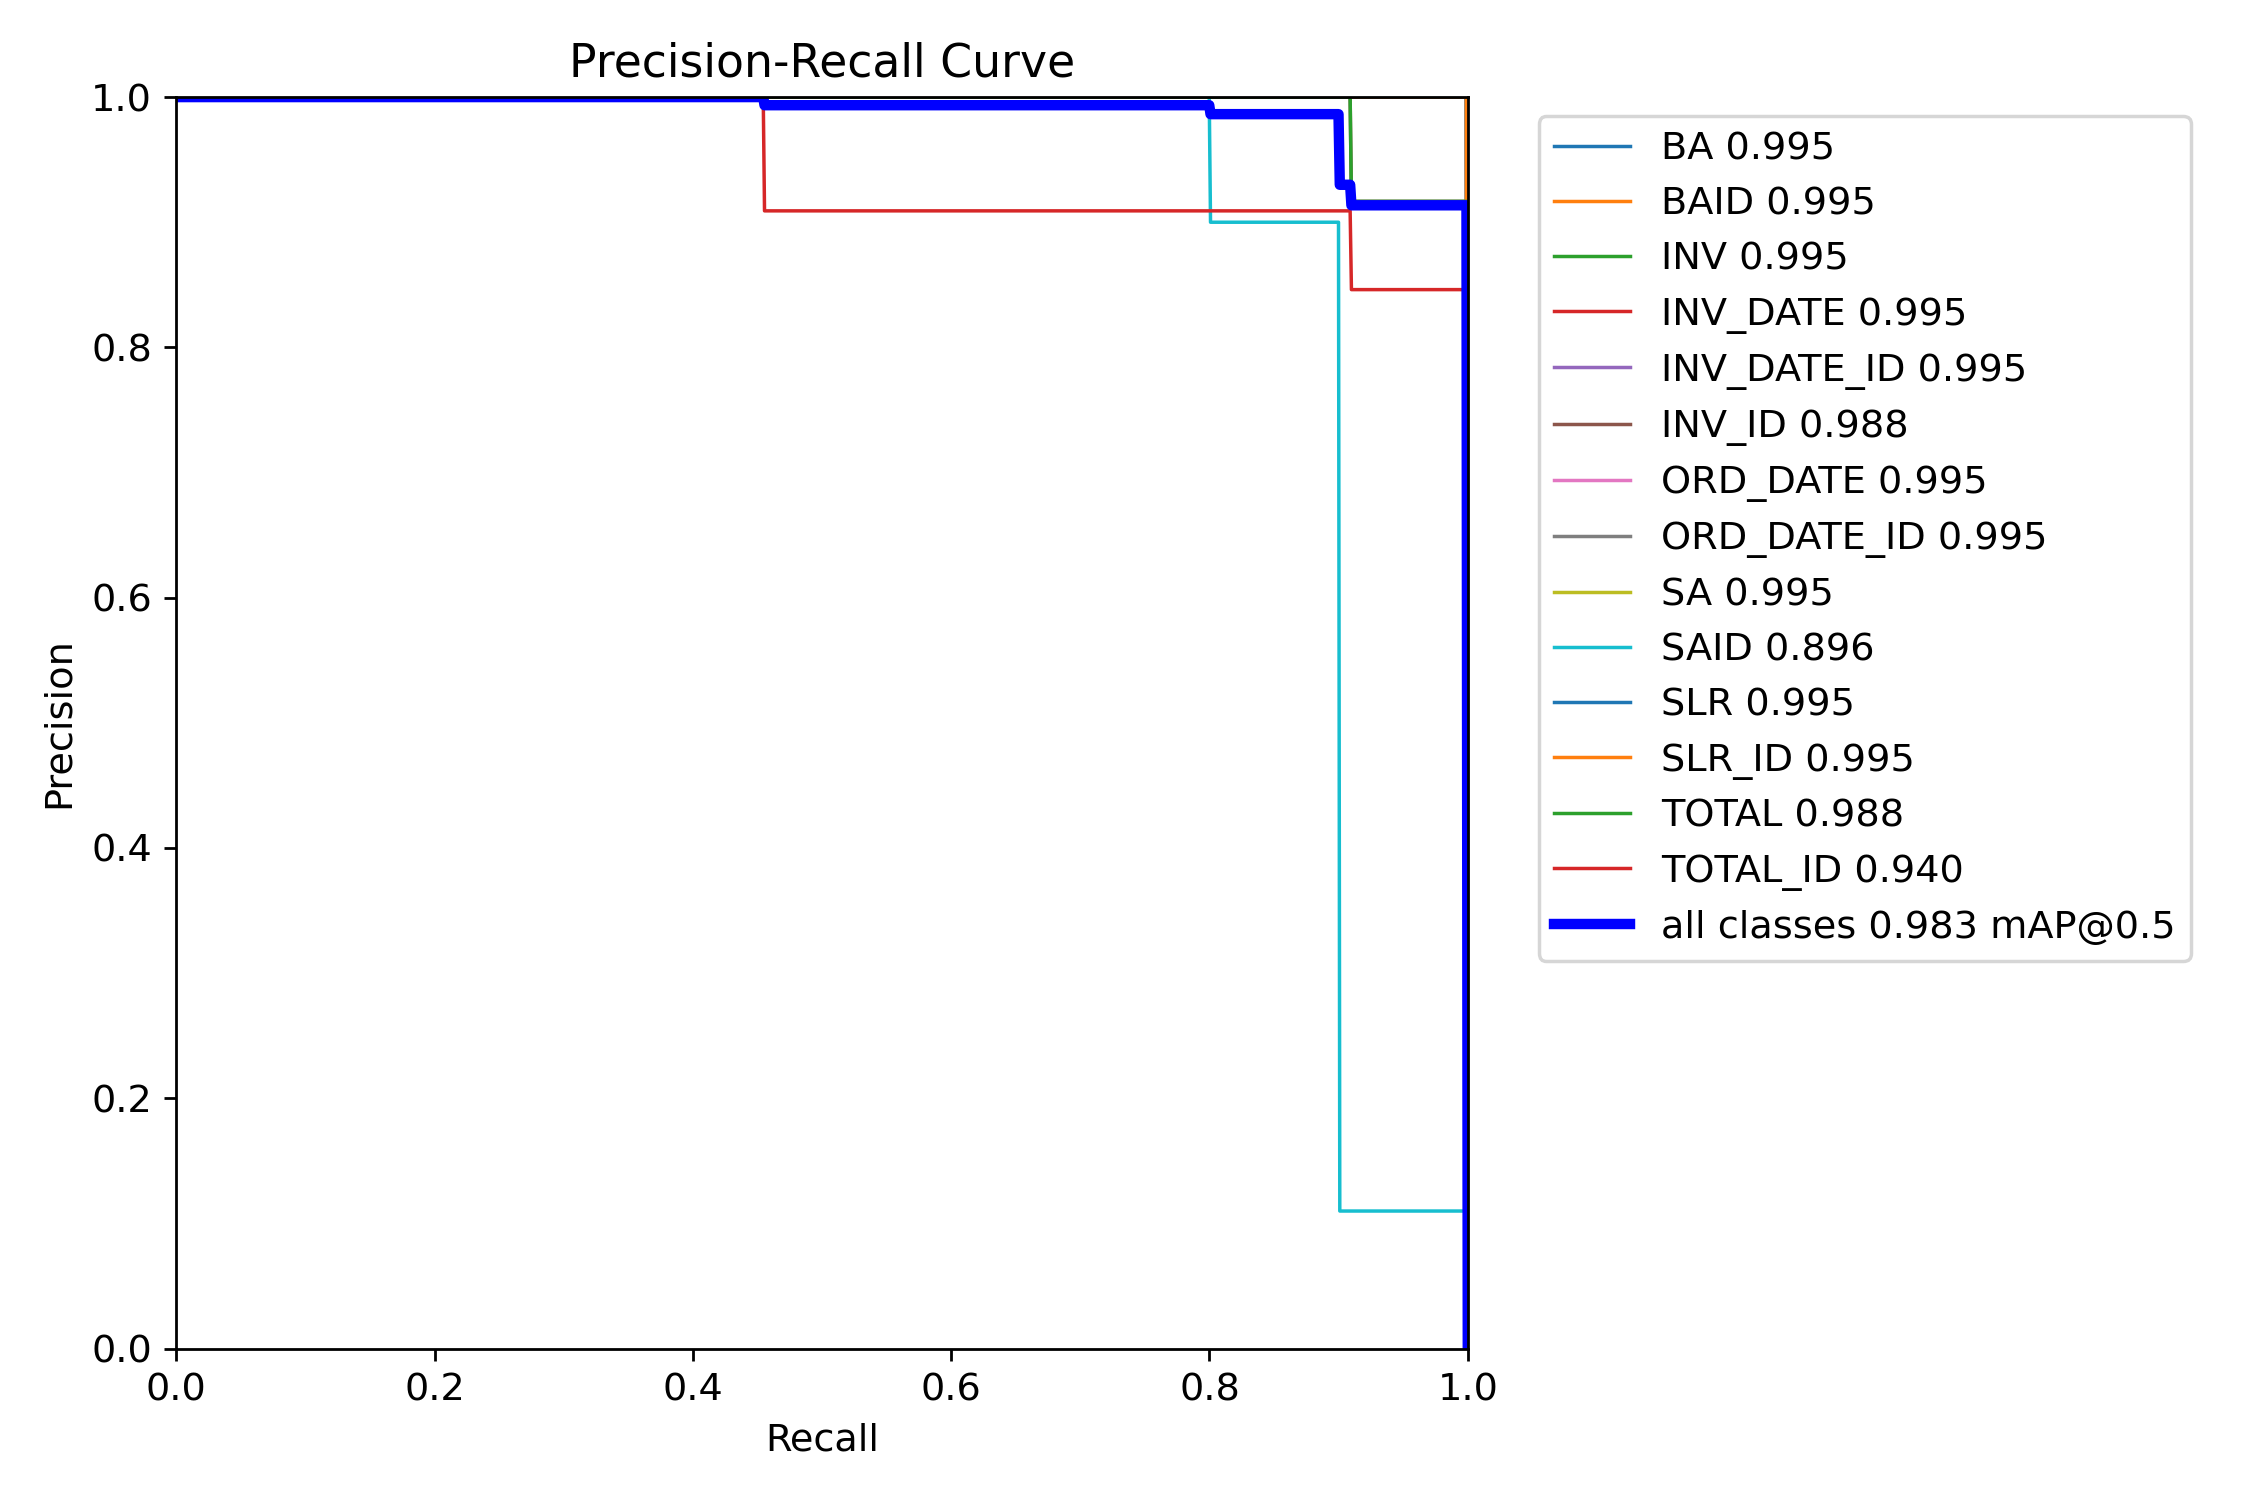 Precision-Recall Curve
1.0
0.8
0.6
0.4
0.2
0.0
Precision
0.0 0.2 0.4 0.6 0.8 1.0
Recall
BA 0.995
BAID 0.995
INV 0.995
INV_DATE 0.995
INV_DATE_ID 0.995
INV_ID 0.988
ORD_DATE 0.995
ORD_DATE_ID 0.995
SA 0.995
SAID 0.896
SLR 0.995
SLR_ID 0.995
TOTAL 0.988
TOTAL_ID 0.940
all classes 0.983 mAP@0.5